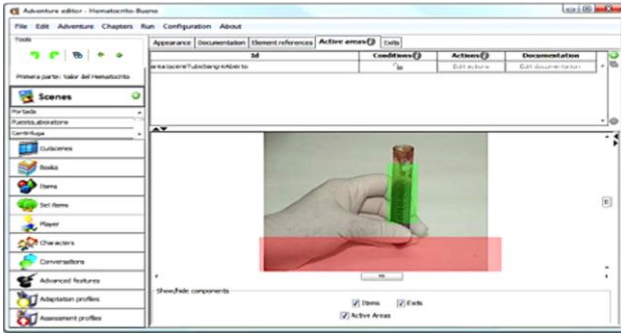 Adventure editor - Hematocrito-Bueno
File Edit Adventure Chapters Run Configuration About
Tools
Appearance Documentation Element references Active areas Exits
Id Conditions Actions Documentation
Edit actions Edit documentation
Primera parte: Valor del Hematocrito
Scenes
Portada
Centrifuga
Cutscenes
Books
Items
Set items
Player
Characters
Conversations
Advanced features
Adaptation profiles
Assessment profiles
Show/hide components
Items Exits
Active Areas